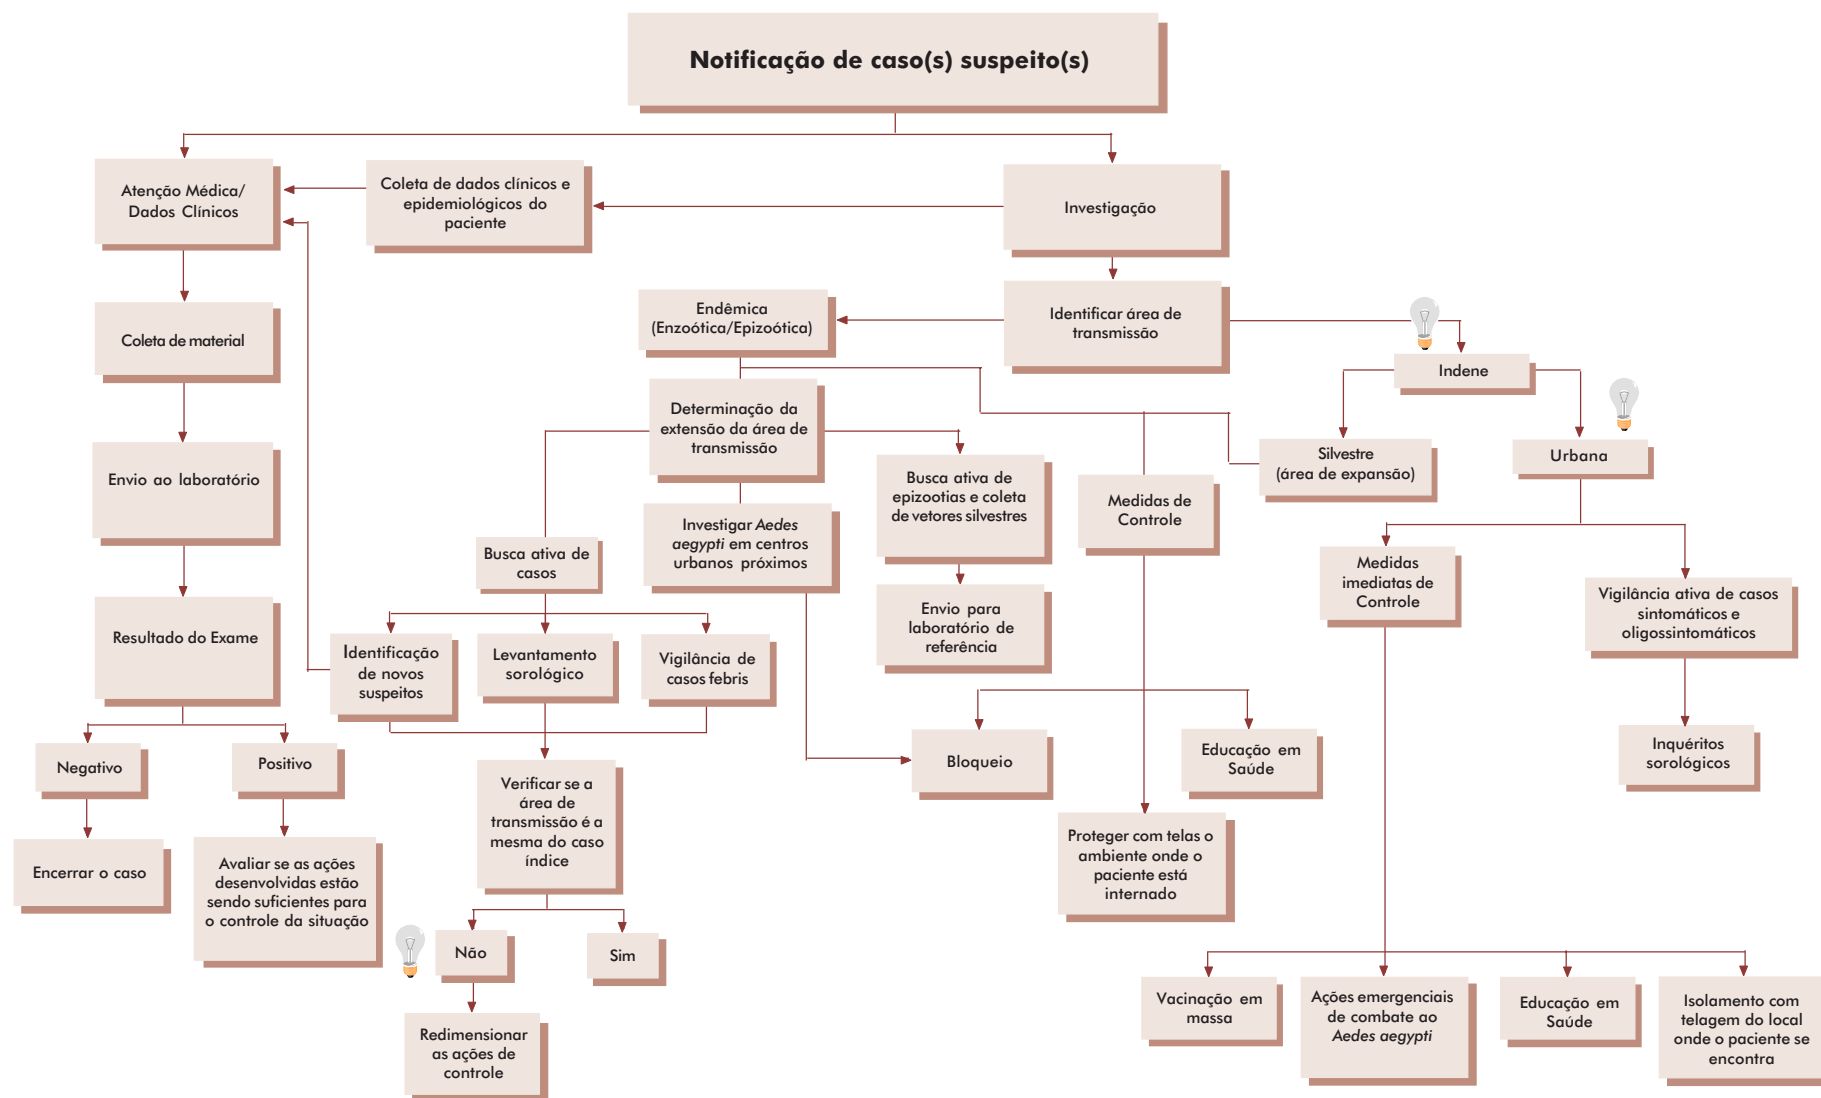 Notificação de caso(s) suspeito(s)
Atenção Médica/
Dados Clínicos
Coleta de dados clínicos e
epidemiológicos do
paciente
Investigação
Endêmica
(Enzoótica/Epizoótica)
Identificar área de
transmissão
Coleta de material
Indene
Determinação da
extensão da área de
transmissão
Silvestre
(área de expansão)
Urbana
Envio ao laboratório
Busca ativa de
epizootias e coleta
de vetores silvestres
Medidas de
Controle
Investigar Aedes
aegypti em centros
urbanos próximos
Busca ativa de
casos
Medidas
imediatas de
Controle
Vigilância ativa de casos
sintomáticos e
oligossintomáticos
Resultado do Exame
Envio para
laboratório de
referência
Identificação
de novos
suspeitos
Levantamento
sorológico
Vigilância de
casos febris
Negativo
Positivo
Bloqueio
Educação em
Saúde
Inquéritos
sorológicos
Verificar se a
área de
transmissão é a
mesma do caso
índice
Proteger com telas o
ambiente onde o
paciente está
internado
Encerrar o caso
Avaliar se as ações
desenvolvidas estão
sendo suficientes para
o controle da situação
Não
Sim
Redimensionar
as ações de
controle
Vacinação em
massa
Ações emergenciais
de combate ao
Aedes aegypti
Educação em
Saúde
Isolamento com
telagem do local
onde o paciente se
encontra